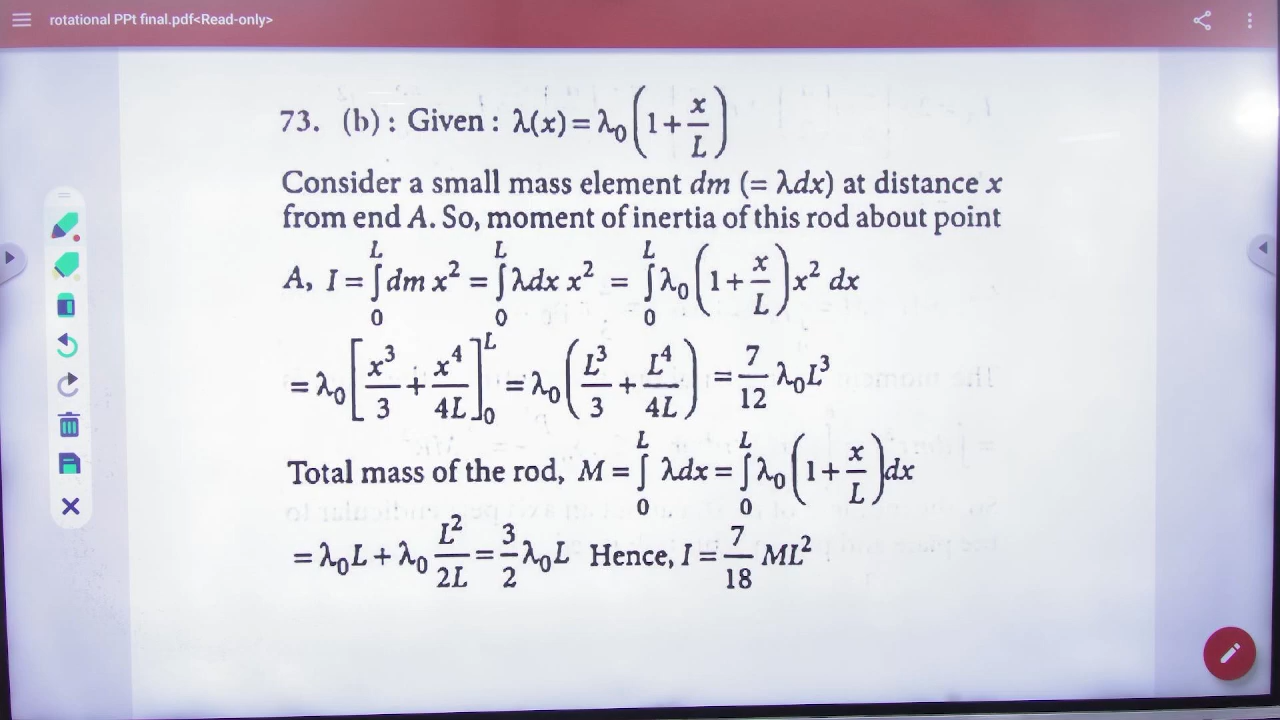 rotational PPt final.pdf<Read-only>
73. (b) : Given : λ(x) = λ₀(1 + x/L)
Consider a small mass element dm (= λdx) at distance x
from end A. So, moment of inertia of this rod about point
A, I = ∫₀ᴸ dm x² = ∫₀ᴸ λdx x² = ∫₀ᴸ λ₀(1 + x/L)x² dx
= λ₀[x³/3 + x⁴/4L]₀ᴸ = λ₀(L³/3 + L⁴/4L) = 7/12 λ₀L³
Total mass of the rod, M = ∫₀ᴸ λdx = ∫₀ᴸ λ₀(1 + x/L)dx
= λ₀L + λ₀ L²/2L = 3/2 λ₀L Hence, I = 7/18 ML²